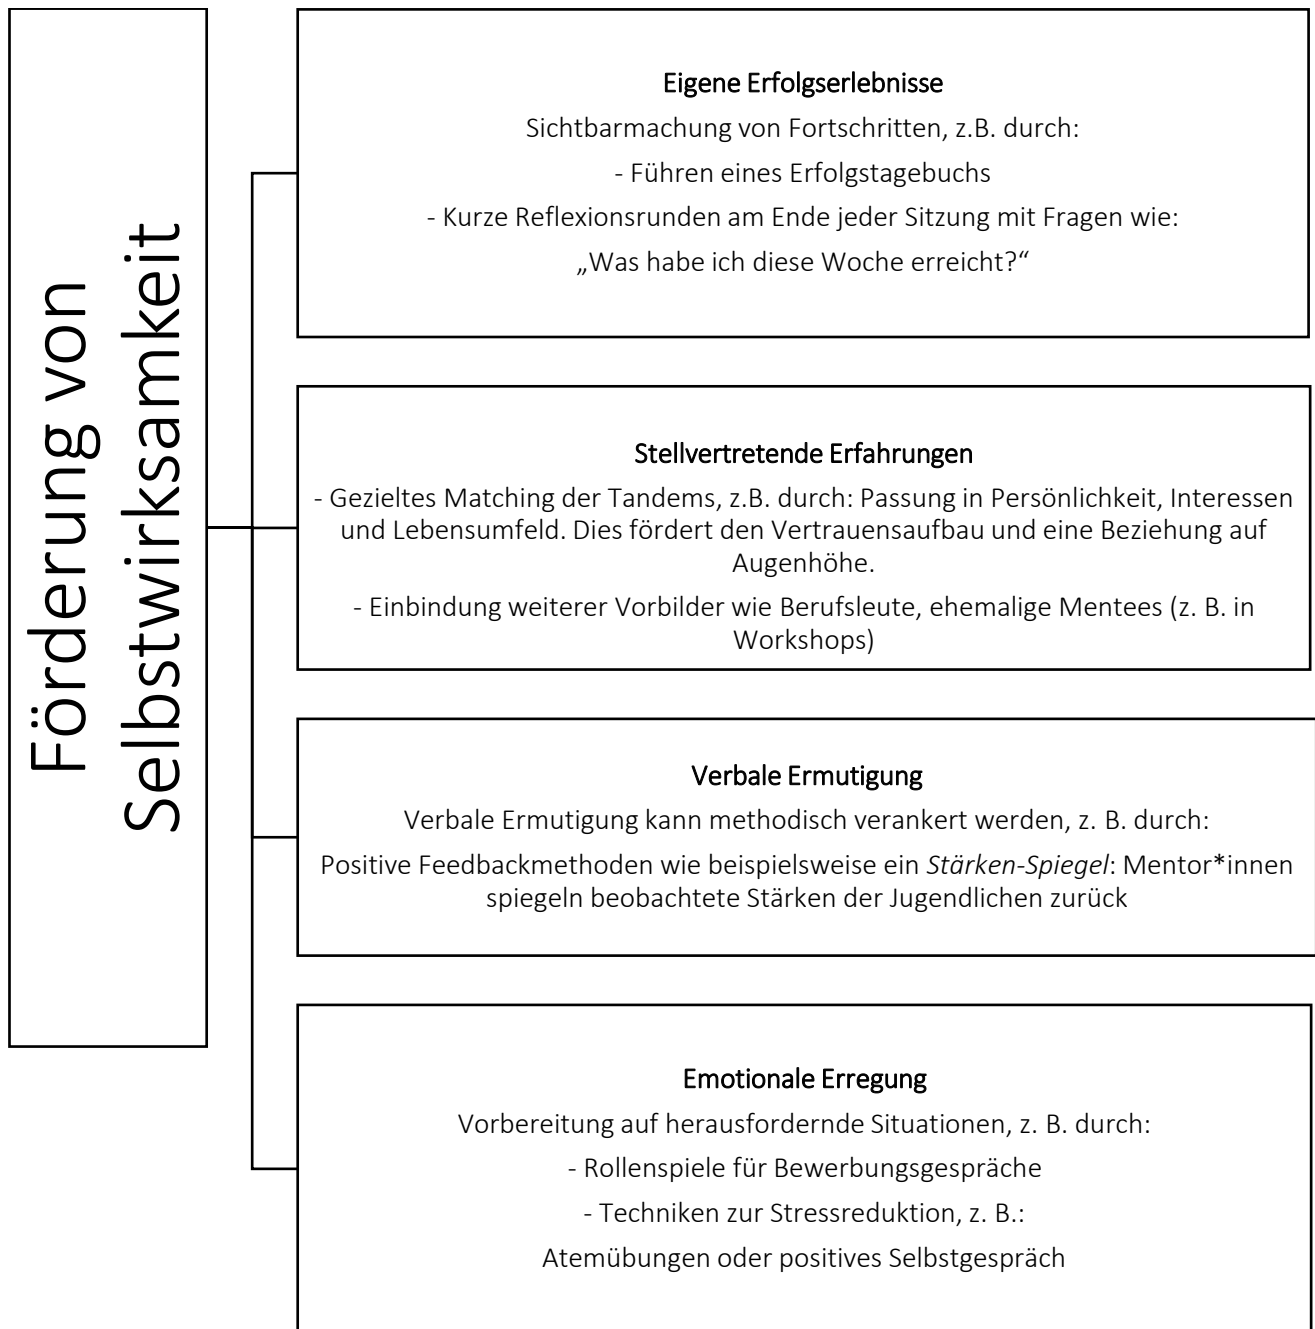 Förderung von
Selbstwirksamkeit
Eigene Erfolgserlebnisse
Sichtbarmachung von Fortschritten, z.B. durch:
- Führen eines Erfolgstagebuchs
- Kurze Reflexionsrunden am Ende jeder Sitzung mit Fragen wie:
„Was habe ich diese Woche erreicht?“
Stellvertretende Erfahrungen
- Gezieltes Matching der Tandems, z.B. durch: Passung in Persönlichkeit, Interessen
und Lebensumfeld. Dies fördert den Vertrauensaufbau und eine Beziehung auf
Augenhöhe.
- Einbindung weiterer Vorbilder wie Berufsleute, ehemalige Mentees (z. B. in
Workshops)
Verbale Ermutigung
Verbale Ermutigung kann methodisch verankert werden, z. B. durch:
Positive Feedbackmethoden wie beispielsweise ein Stärken-Spiegel: Mentor*innen
spiegeln beobachtete Stärken der Jugendlichen zurück
Emotionale Erregung
Vorbereitung auf herausfordernde Situationen, z. B. durch:
- Rollenspiele für Bewerbungsgespräche
- Techniken zur Stressreduktion, z. B.:
Atemübungen oder positives Selbstgespräch